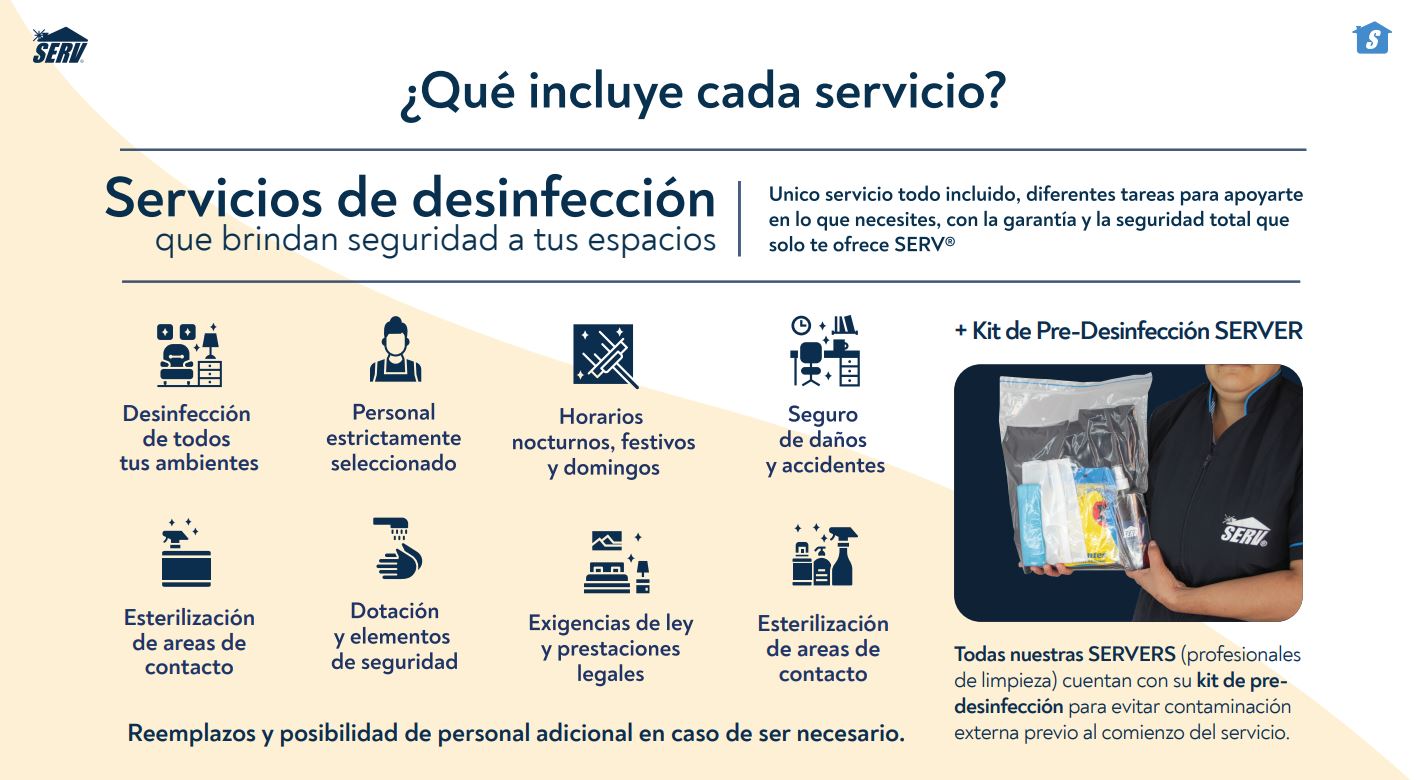 SERV
S
¿Qué incluye cada servicio?
Servicios de desinfección
que brindan seguridad a tus espacios
Unico servicio todo incluido, diferentes tareas para apoyarte
en lo que necesites, con la garantía y la seguridad total que
solo te ofrece SERV®
Desinfección
de todos
tus ambientes
Personal
estrictamente
seleccionado
Horarios
nocturnos, festivos
y domingos
Seguro
de daños
y accidentes
Esterilización
de areas de
contacto
Dotación
y elementos
de seguridad
Exigencias de ley
y prestaciones
legales
Esterilización
de areas de
contacto
Reemplazos y posibilidad de personal adicional en caso de ser necesario.
+ Kit de Pre-Desinfección SERVER
SERV
SERV®
Todas nuestras SERVERS (profesionales
de limpieza) cuentan con su kit de pre-
desinfección para evitar contaminación
externa previo al comienzo del servicio.